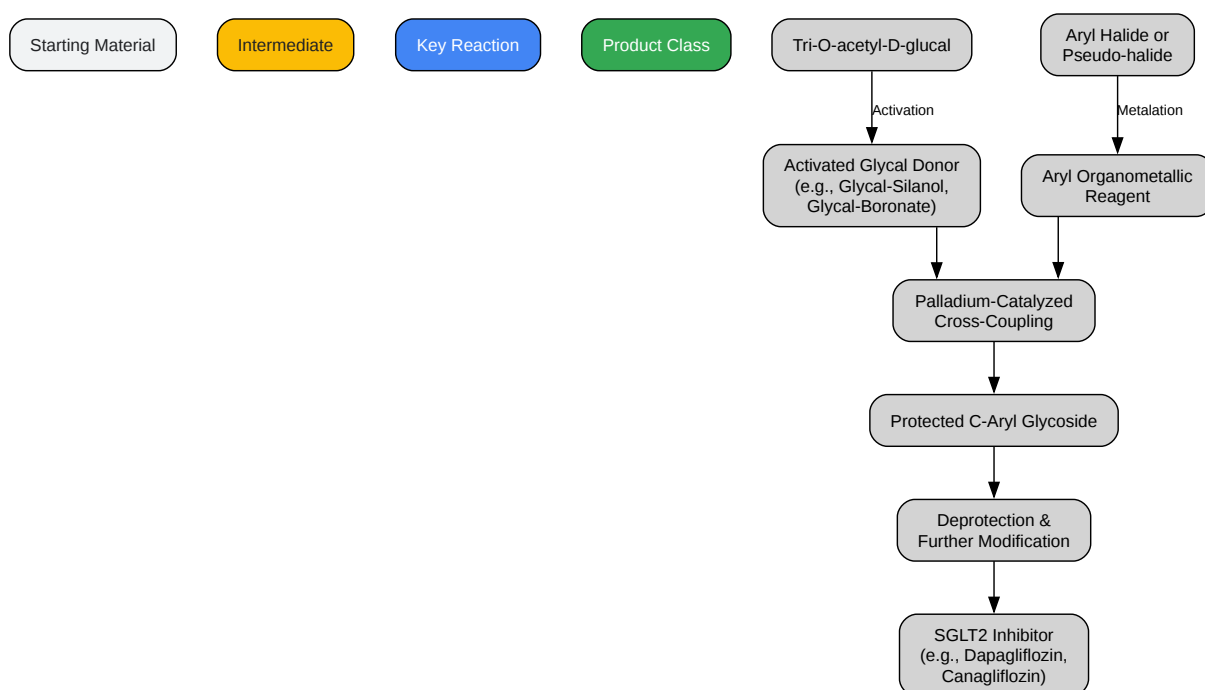 Starting Material
Intermediate
Key Reaction
Product Class
Tri-O-acetyl-D-glucal
Aryl Halide or
Pseudo-halide
Activation
Metalation
Activated Glycal Donor
(e.g., Glycal-Silanol,
Glycal-Boronate)
Aryl Organometallic
Reagent
Palladium-Catalyzed
Cross-Coupling
Protected C-Aryl Glycoside
Deprotection &
Further Modification
SGLT2 Inhibitor
(e.g., Dapagliflozin,
Canagliflozin)